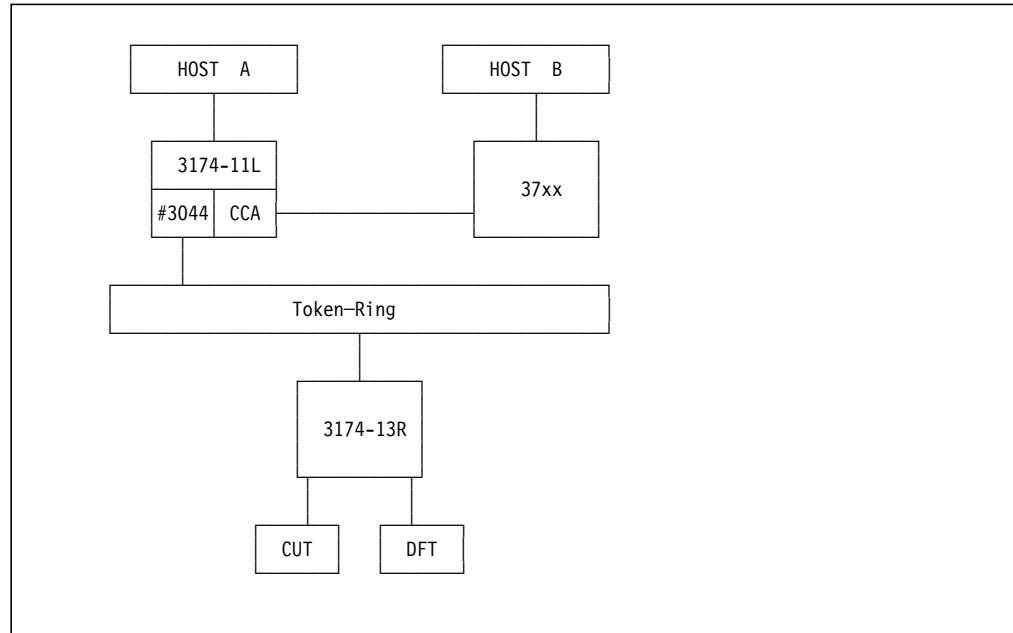 HOST A
HOST B
3174-11L
37xx
#3044
CCA
Token—Ring
3174-13R
CUT
DFT